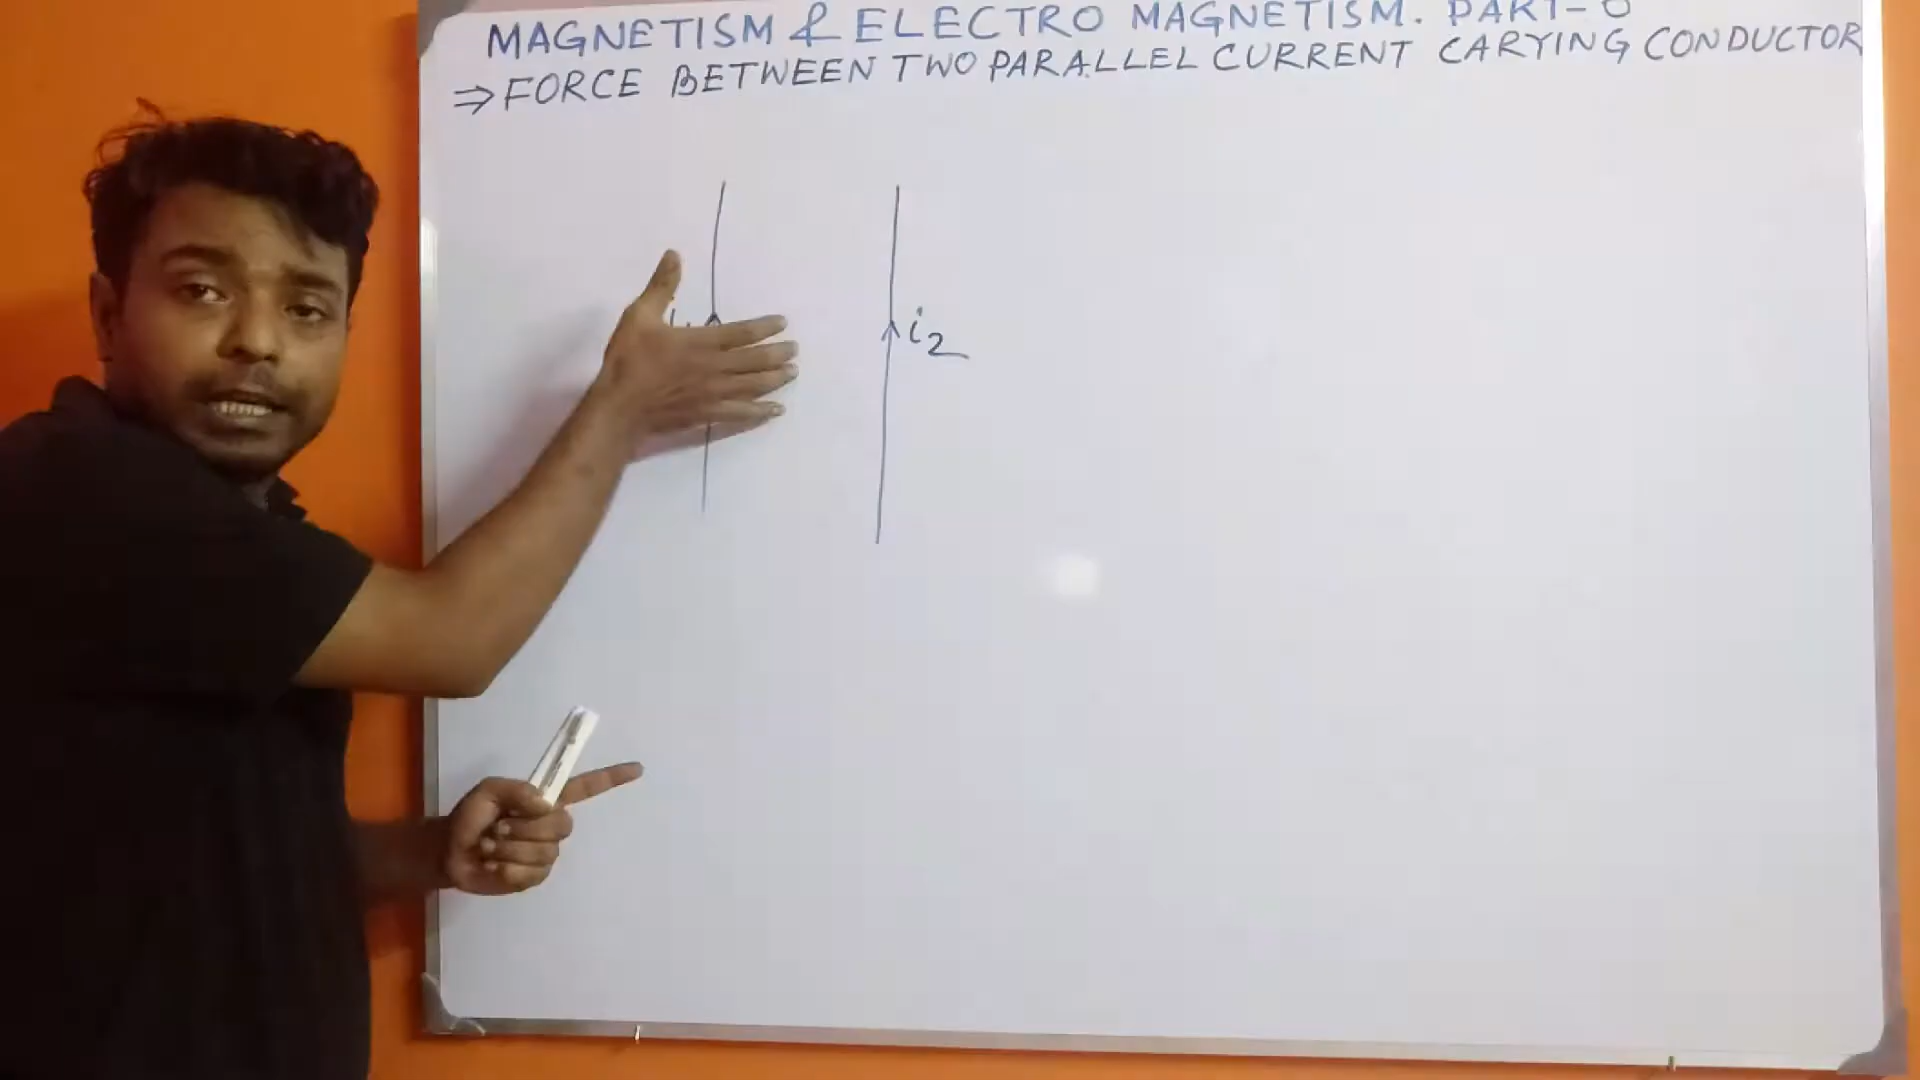 MAGNETISM & ELECTRO MAGNETISM. PART-
⇒ FORCE BETWEEN TWO PARALLEL CURRENT CARYING CONDUCTOR
i2